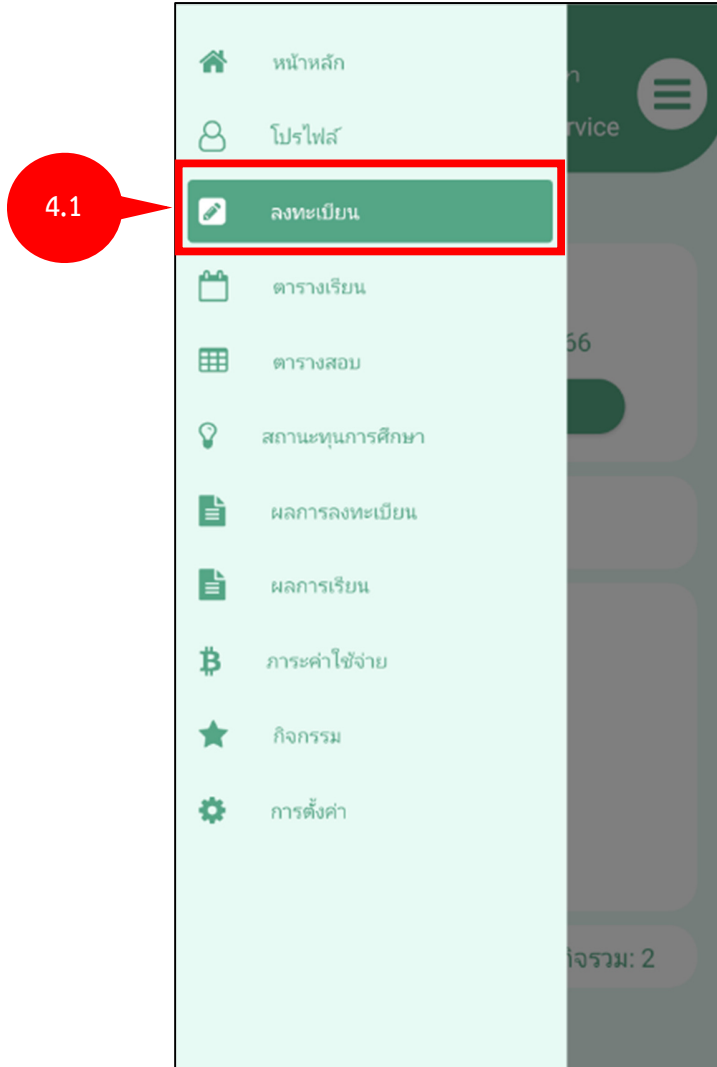 หน้าหลัก
rvice
โปรไฟล์
4.1
ลงทะเบียน
ตารางเรียน
66
ตารางสอบ
สถานะทุนการศึกษา
ผลการลงทะเบียน
ผลการเรียน
ภาระค่าใช้จ่าย
กิจกรรม
การตั้งค่า
กิจรวม: 2